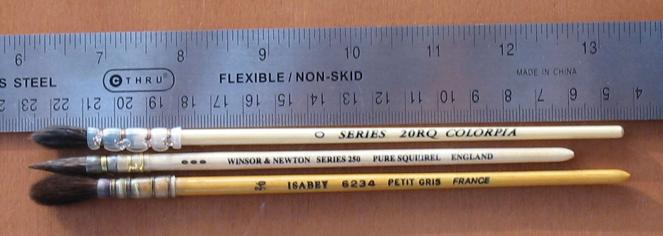 6 7 8 9 10 11 12 13
S STEEL C THRU® FLEXIBLE / NON-SKID MADE IN CHINA
23 22 21 20 19 18 17 16 15 14 13 12 11 10 9 8 7 6 5 4
O SERIES 20RQ COLORPIA
WINSOR & NEWTON SERIES 250 PURE SQUIRREL ENGLAND
ISABEY 6234 PETIT GRIS FRANCE